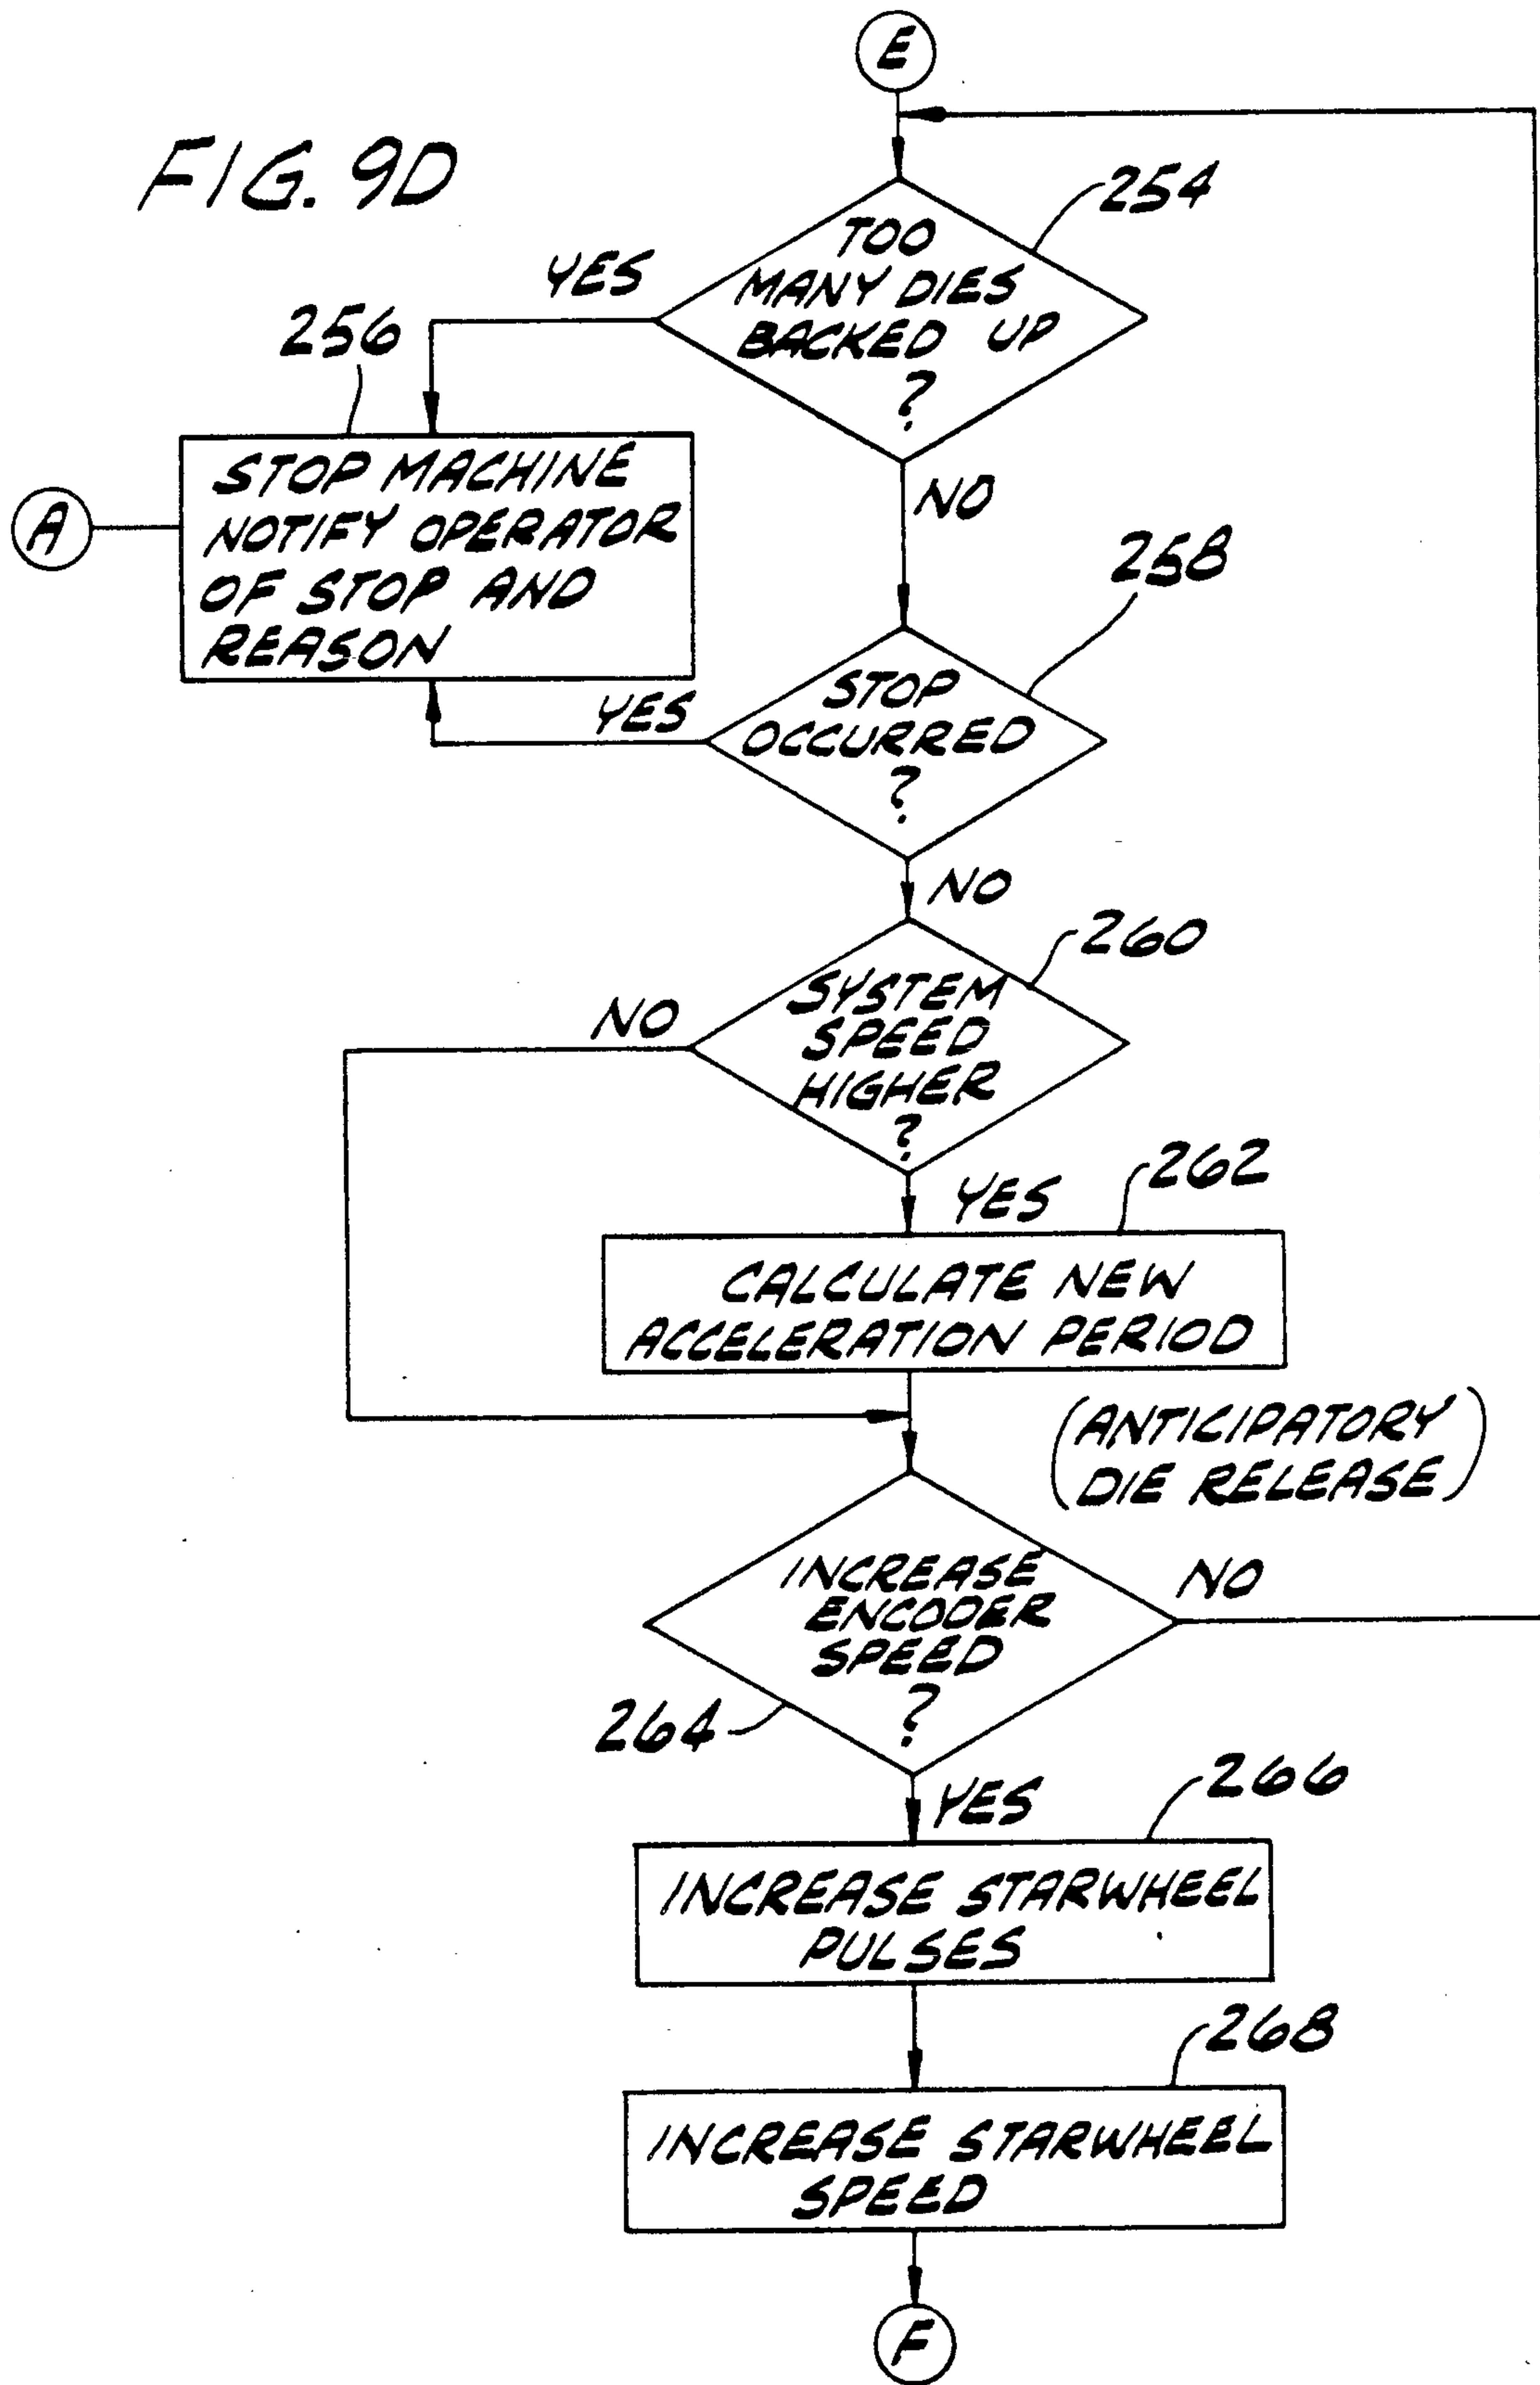 E
FIG. 9D
254
TOO
MANY DIES
BACKED UP
?
YES
256
NO
STOP MACHINE
NOTIFY OPERATOR
OF STOP AND
REASON
A
258
STOP
OCCURRED
?
YES
NO
260
SYSTEM
SPEED
HIGHER
?
NO
YES
262
CALCULATE NEW
ACCELERATION PERIOD
(ANTICIPATORY
DIE RELEASE)
INCREASE
ENCODER
SPEED
?
NO
264
YES
266
INCREASE STARWHEEL
PULSES
268
INCREASE STARWHEEL
SPEED
F